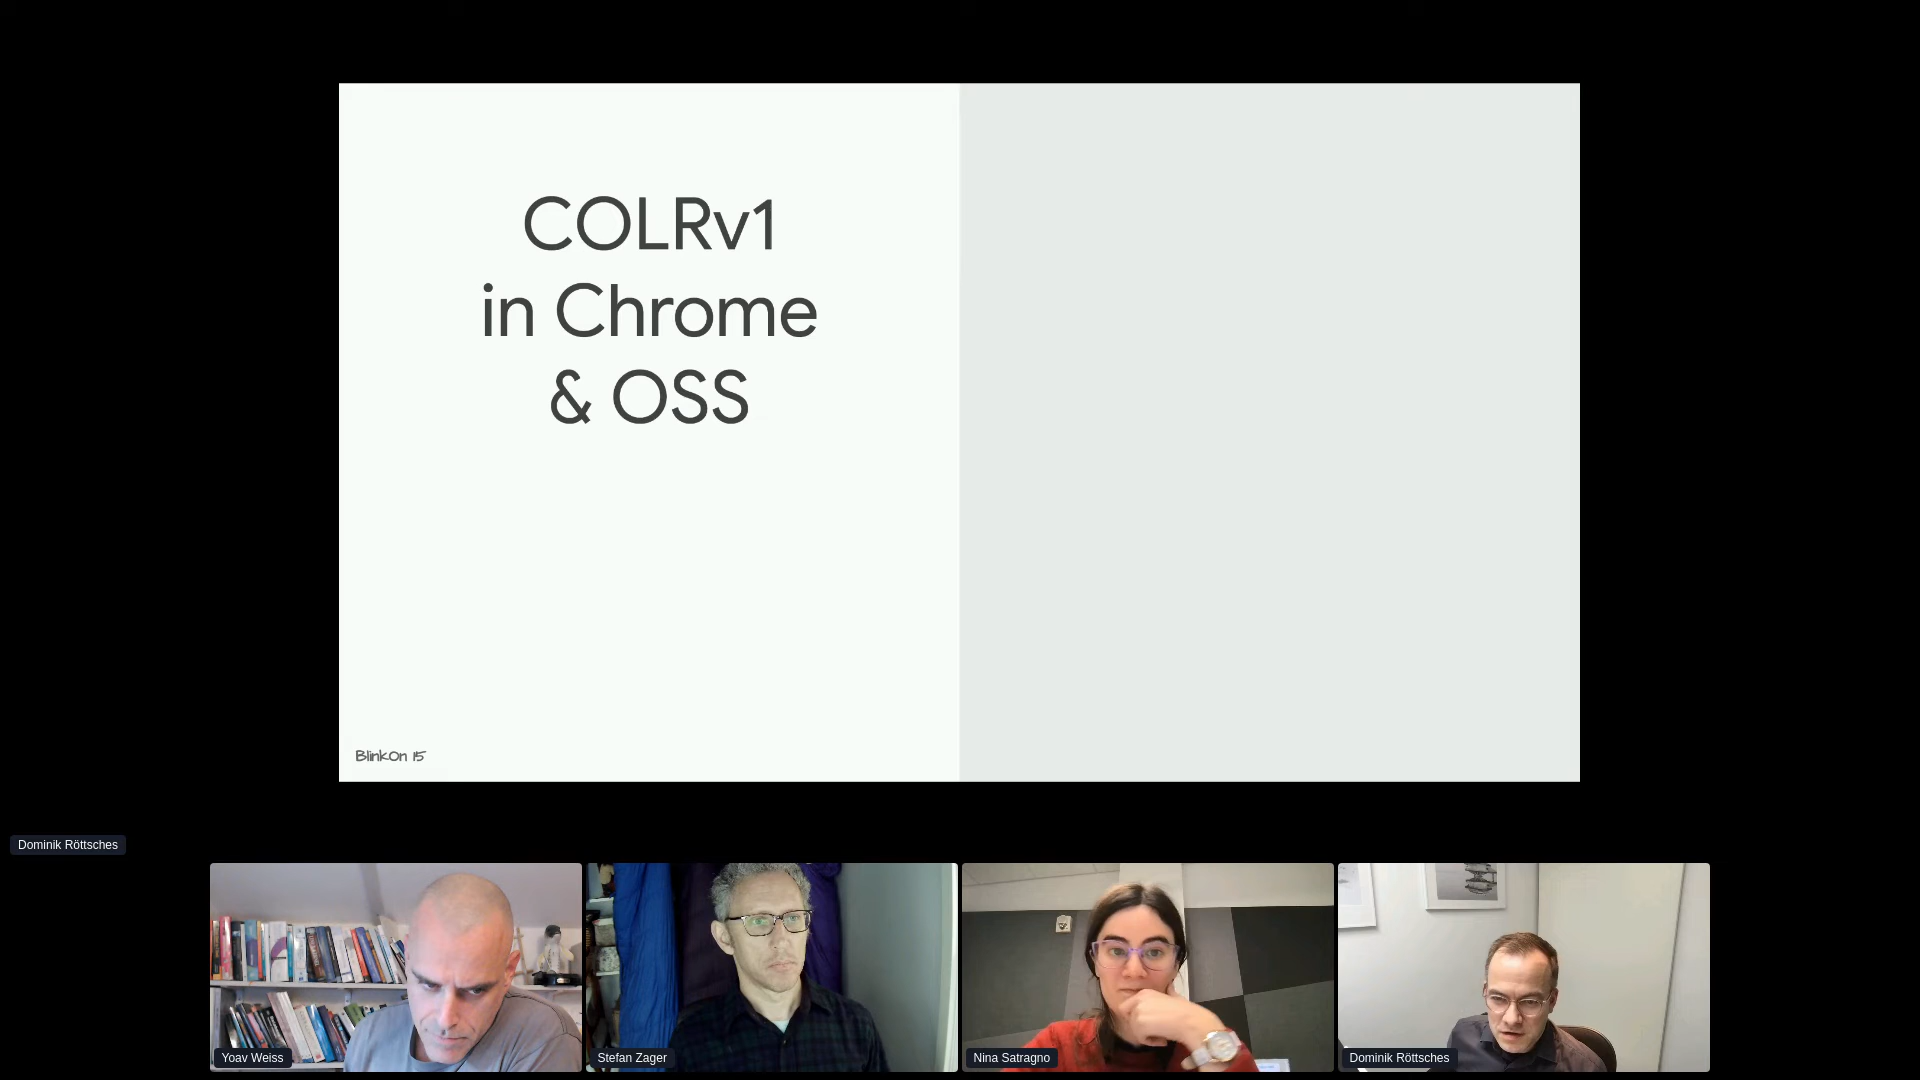 COLRv1
in Chrome
& OSS
BlinkOn 15
Dominik Röttsches
Yoav Weiss
Stefan Zager
Nina Satragno
Dominik Röttsches